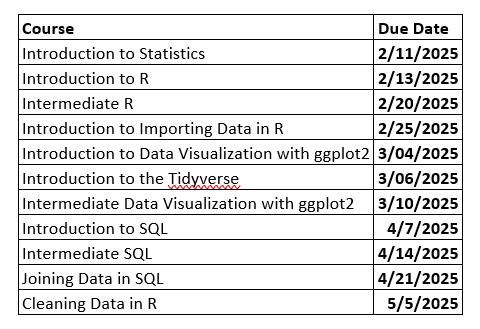 Course Due Date
Introduction to Statistics 2/11/2025
Introduction to R 2/13/2025
Intermediate R 2/20/2025
Introduction to Importing Data in R 2/25/2025
Introduction to Data Visualization with ggplot2 3/04/2025
Introduction to the Tidyverse 3/06/2025
Intermediate Data Visualization with ggplot2 3/10/2025
Introduction to SQL 4/7/2025
Intermediate SQL 4/14/2025
Joining Data in SQL 4/21/2025
Cleaning Data in R 5/5/2025